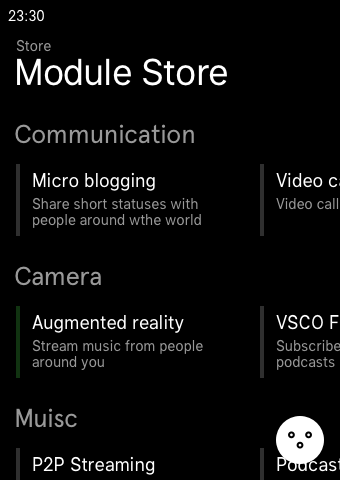 23:30
Store
Module Store
Communication
Micro blogging
Share short statuses with
people around wthe world
Video c
Video call
Camera
Augmented reality
Stream music from people
around you
VSCO F
Subscribe
podcasts
Muisc
P2P Streaming
Podcast